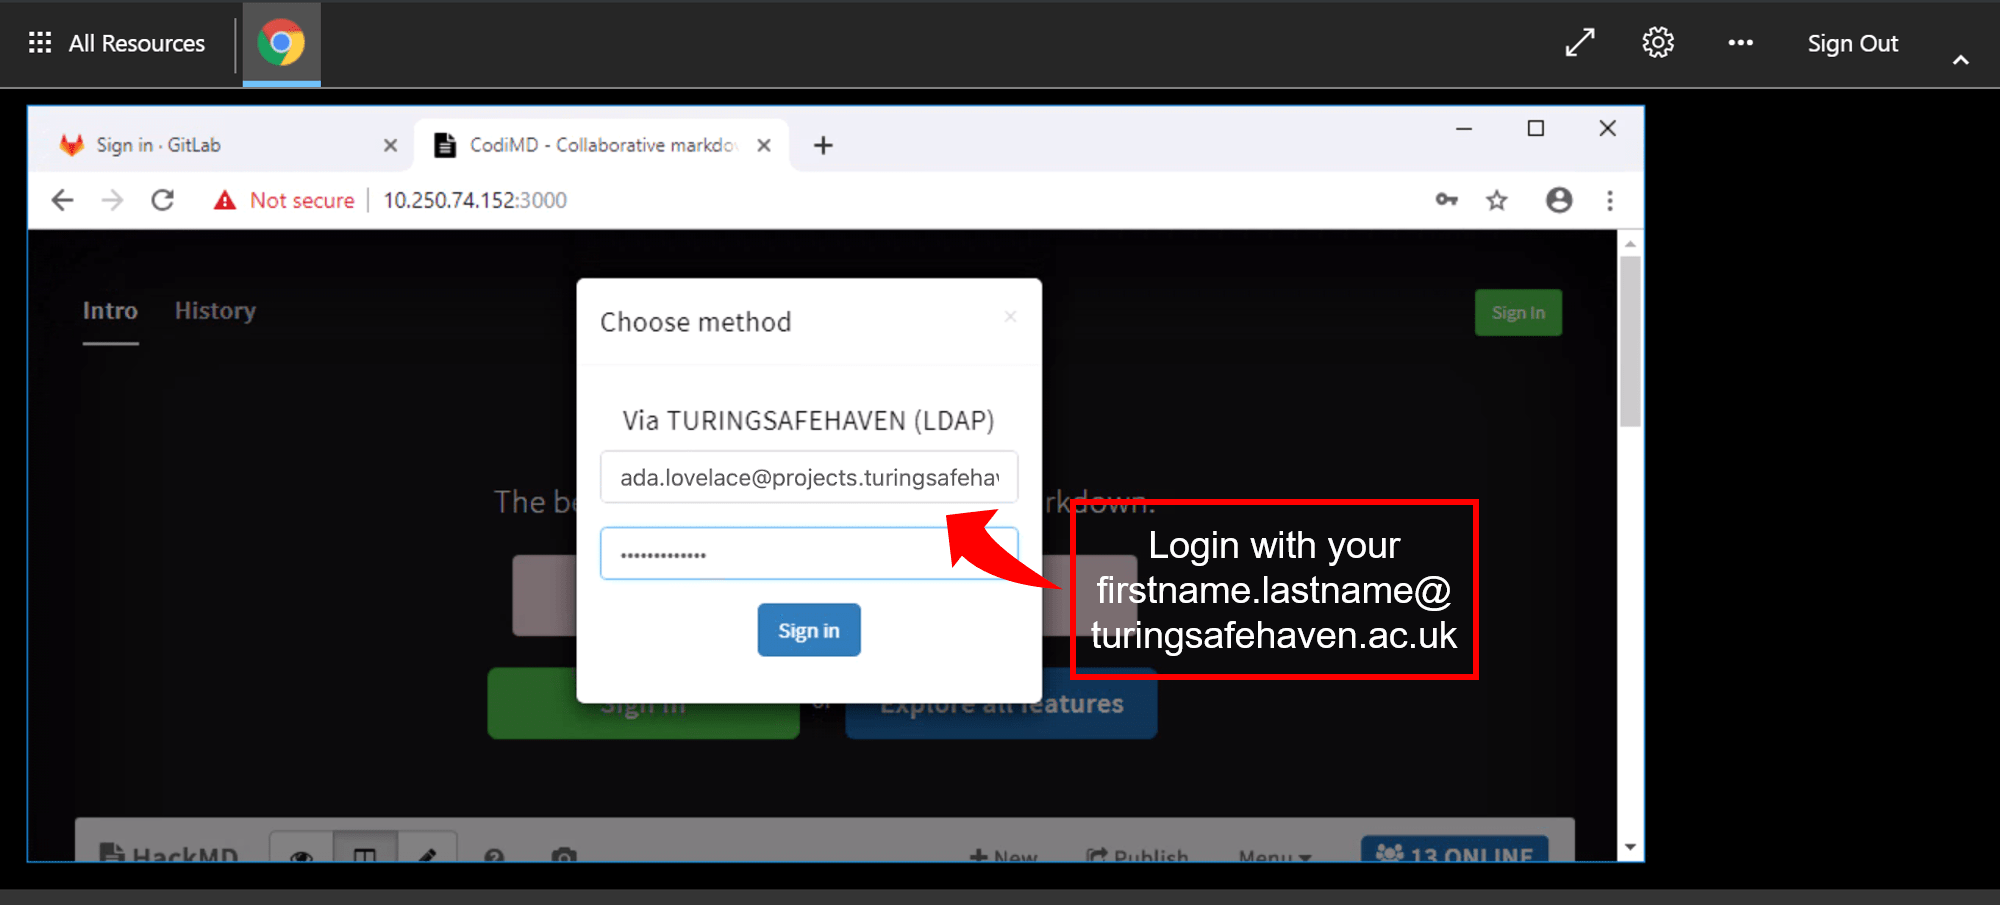 All Resources
Sign Out
Sign in · GitLab
CodiMD - Collaborative markdo
Not secure
10.250.74.152:3000
Intro
History
Sign In
Choose method
Via TURINGSAFEHAVEN (LDAP)
ada.lovelace@projects.turingsafehav
•••••••••••••
Sign in
The be
rkdown.
Login with your
firstname.lastname@
turingsafehaven.ac.uk
Sign In
or
Explore all features
HackMD
New
Publish
Menu
13 ONLINE